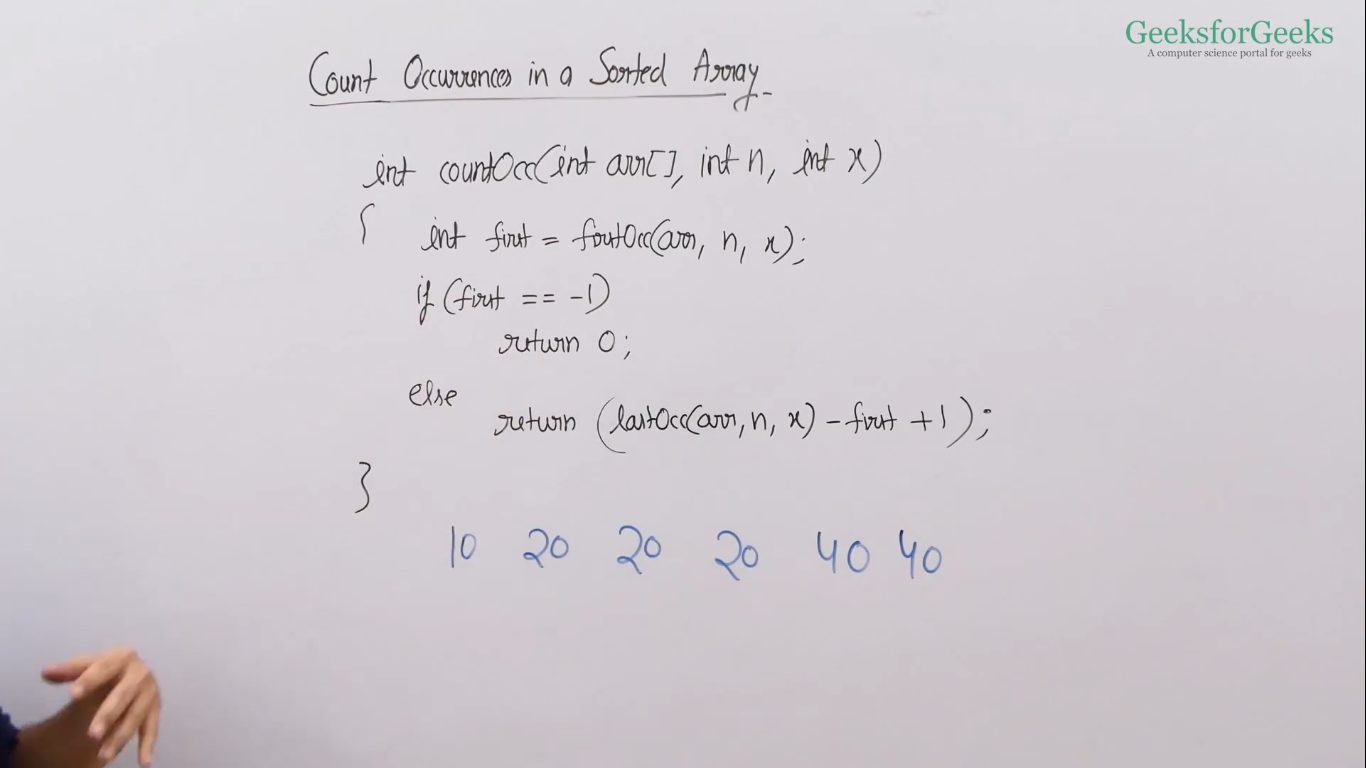 GeeksforGeeks
A computer science portal for geeks
Count Occurrences in a Sorted Array
int countOcc(int arr[], int n, int x)
{ int first = firstOcc(arr, n, x);
if (first == -1)
return 0;
else
return (lastOcc(arr, n, x) - first + 1);
}
10 20 20 20 40 40